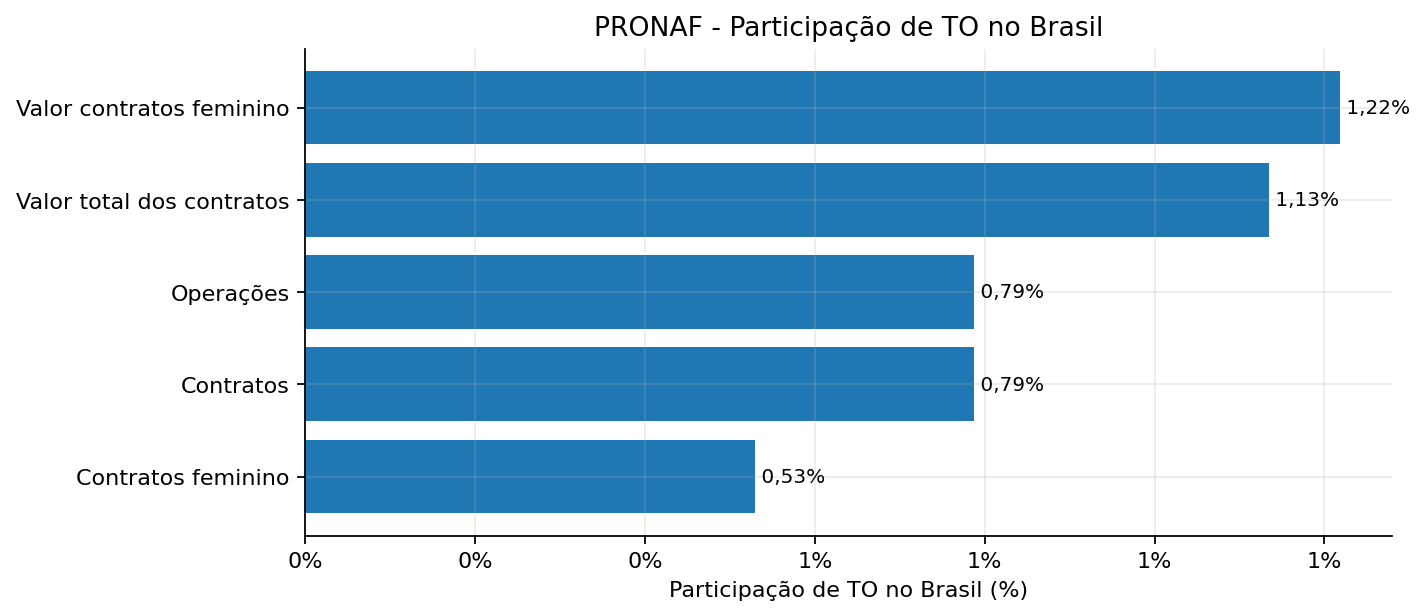 PRONAF - Participação de TO no Brasil
Valor contratos feminino
1,22%
Valor total dos contratos
1,13%
Operações
0,79%
Contratos
0,79%
Contratos feminino
0,53%
0% 0% 0% 1% 1% 1% 1%
Participação de TO no Brasil (%)